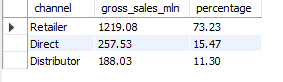 channel gross_sales_mln percentage
Retailer 1219.08 73.23
Direct 257.53 15.47
Distributor 188.03 11.30